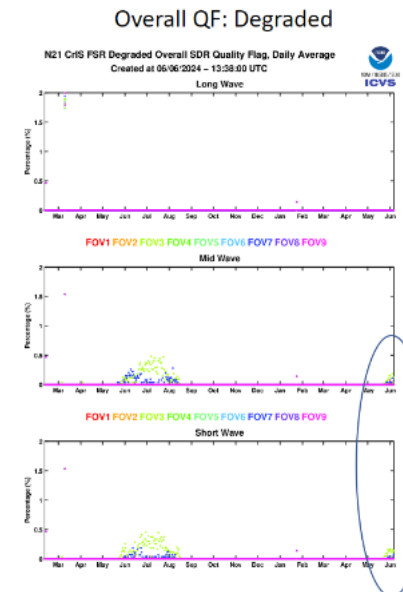 Overall QF: Degraded
N21 CrIS FSR Degraded Overall SDR Quality Flag, Daily Average
Created at 06/06/2024 – 13:38:00 UTC
ICVS
Long Wave
Percentage (%)
2
1.5
1
0.5
0
Mar Apr May Jun Jul Aug Sep Oct Nov Dec Jan Feb Mar Apr May Jun
FOV1 FOV2 FOV3 FOV4 FOV5 FOV6 FOV7 FOV8 FOV9
Mid Wave
Percentage (%)
2
1.5
1
0.5
0
Mar Apr May Jun Jul Aug Sep Oct Nov Dec Jan Feb Mar Apr May Jun
FOV1 FOV2 FOV3 FOV4 FOV5 FOV6 FOV7 FOV8 FOV9
Short Wave
Percentage (%)
2
1.5
1
0.5
0
Mar Apr May Jun Jul Aug Sep Oct Nov Dec Jan Feb Mar Apr May Jun